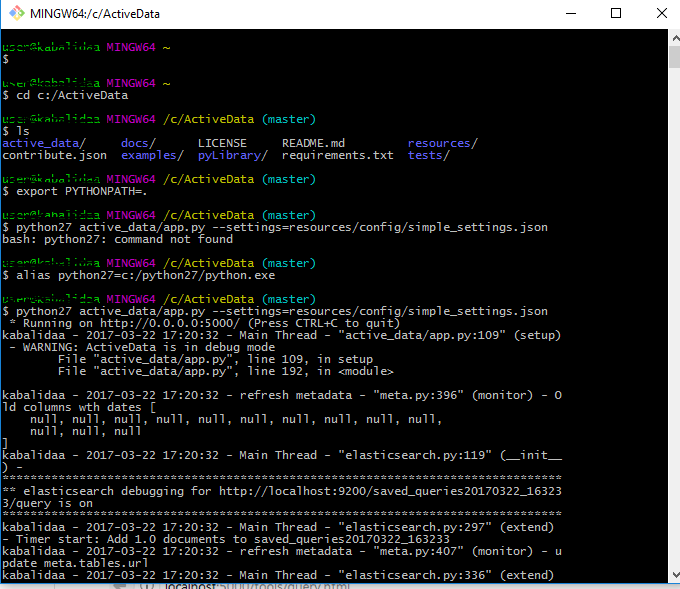 MINGW64:/c/ActiveData
user@kabalidaa MINGW64 ~
$
user@kabalidaa MINGW64 ~
$ cd c:/ActiveData
user@kabalidaa MINGW64 /c/ActiveData (master)
$ ls
active_data/ docs/ LICENSE README.md resources/
contribute.json examples/ pyLibrary/ requirements.txt tests/
user@kabalidaa MINGW64 /c/ActiveData (master)
$ export PYTHONPATH=.
user@kabalidaa MINGW64 /c/ActiveData (master)
$ python27 active_data/app.py --settings=resources/config/simple_settings.json
bash: python27: command not found
user@kabalidaa MINGW64 /c/ActiveData (master)
$ alias python27=c:/python27/python.exe
user@kabalidaa MINGW64 /c/ActiveData (master)
$ python27 active_data/app.py --settings=resources/config/simple_settings.json
 * Running on http://0.0.0.0:5000/ (Press CTRL+C to quit)
kabalidaa - 2017-03-22 17:20:32 - Main Thread - "active_data/app.py:109" (setup)
 - WARNING: ActiveData is in debug mode
File "active_data/app.py", line 109, in setup
File "active_data/app.py", line 192, in <module>
kabalidaa - 2017-03-22 17:20:32 - refresh metadata - "meta.py:396" (monitor) - O
ld columns wth dates [
null, null, null, null, null, null, null, null, null, null,
null, null, null
]
kabalidaa - 2017-03-22 17:20:32 - Main Thread - "elasticsearch.py:119" (__init__
) -
********************************************************************************
** elasticsearch debugging for http://localhost:9200/saved_queries20170322_16323
3/query is on
********************************************************************************
kabalidaa - 2017-03-22 17:20:32 - Main Thread - "elasticsearch.py:297" (extend)
- Timer start: Add 1.0 documents to saved_queries20170322_163233
kabalidaa - 2017-03-22 17:20:32 - refresh metadata - "meta.py:407" (monitor) - u
pdate meta.tables.url
kabalidaa - 2017-03-22 17:20:32 - Main Thread - "elasticsearch.py:336" (extend)
localhost:5000/tools/query.html